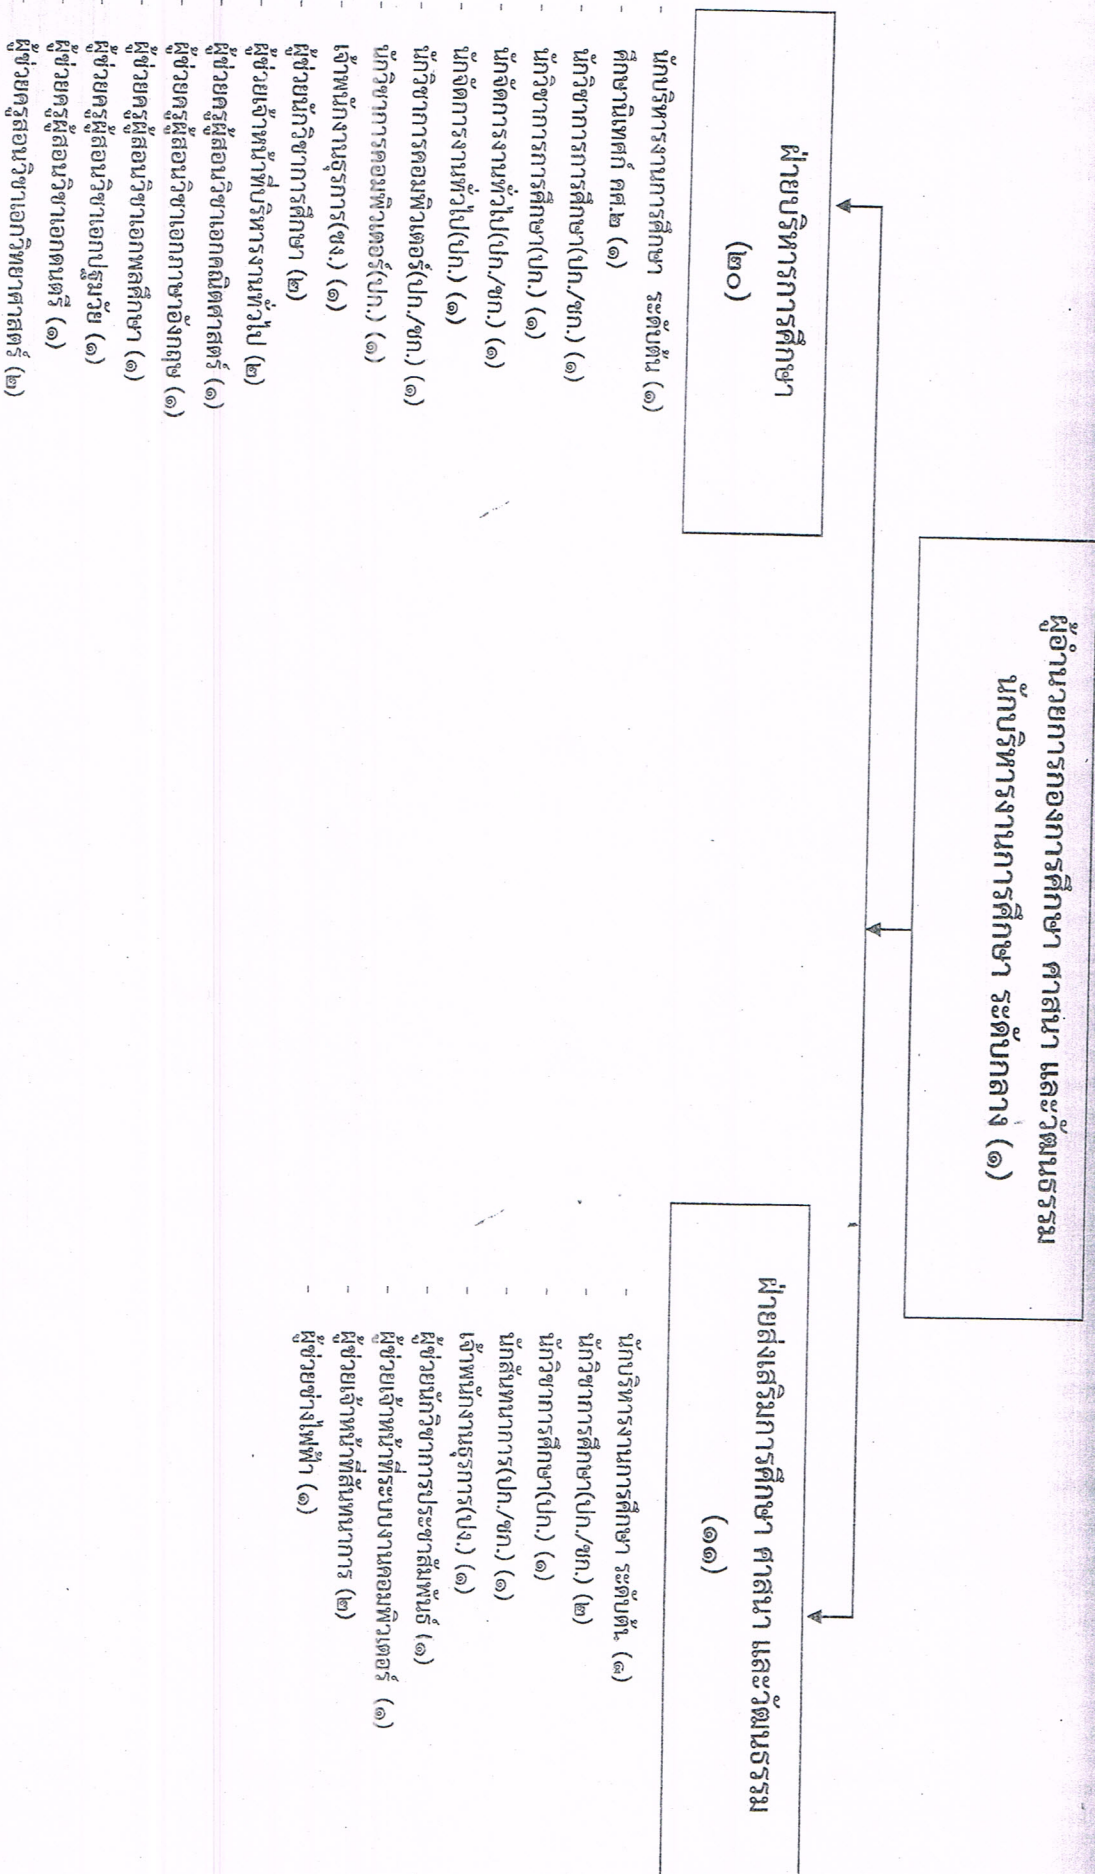 ผู้อำนวยการกองการศึกษา ศาสนา และวัฒนธรรม
นักบริหารงานการศึกษา ระดับกลาง (๑)
ฝ่ายบริหารการศึกษา
(๒๐)
- นักบริหารงานการศึกษา ระดับต้น (๑)
- ศึกษานิเทศก์ คศ.๒ (๑)
- นักวิชาการการศึกษา(ปก./ชก.) (๑)
- นักวิชาการการศึกษา(ปก.) (๑)
- นักจัดการงานทั่วไป(ปก./ชก.) (๑)
- นักจัดการงานทั่วไป(ปก.) (๑)
- นักวิชาการคอมพิวเตอร์(ปก./ชก.) (๑)
- นักวิชาการคอมพิวเตอร์(ปก.) (๑)
- เจ้าพนักงานธุรการ(ชง.) (๑)
- ผู้ช่วยนักวิชาการศึกษา (๒)
- ผู้ช่วยเจ้าหน้าที่บริหารงานทั่วไป (๒)
- ผู้ช่วยครูผู้สอนวิชาเอกคณิตศาสตร์ (๑)
- ผู้ช่วยครูผู้สอนวิชาเอกภาษาอังกฤษ (๑)
- ผู้ช่วยครูผู้สอนวิชาเอกพลศึกษา (๑)
- ผู้ช่วยครูผู้สอนวิชาเอกปฐมวัย (๑)
- ผู้ช่วยครูผู้สอนวิชาเอกดนตรี (๑)
- ผู้ช่วยครูสอนวิชาเอกวิทยาศาสตร์ (๒)
ฝ่ายส่งเสริมการศึกษา ศาสนา และวัฒนธรรม
(๑๑)
- นักบริหารงานการศึกษา ระดับต้น (๑)
- นักวิชาการศึกษา(ปก./ชก.) (๒)
- นักวิชาการศึกษา(ปก.) (๑)
- นักสันทนาการ(ปก./ชก.) (๑)
- เจ้าพนักงานธุรการ(ปง.) (๑)
- ผู้ช่วยนักวิชาการประชาสัมพันธ์ (๑)
- ผู้ช่วยเจ้าหน้าที่ระบบงานคอมพิวเตอร์ (๑)
- ผู้ช่วยเจ้าหน้าที่สันทนาการ (๒)
- ผู้ช่วยช่างไฟฟ้า (๑)